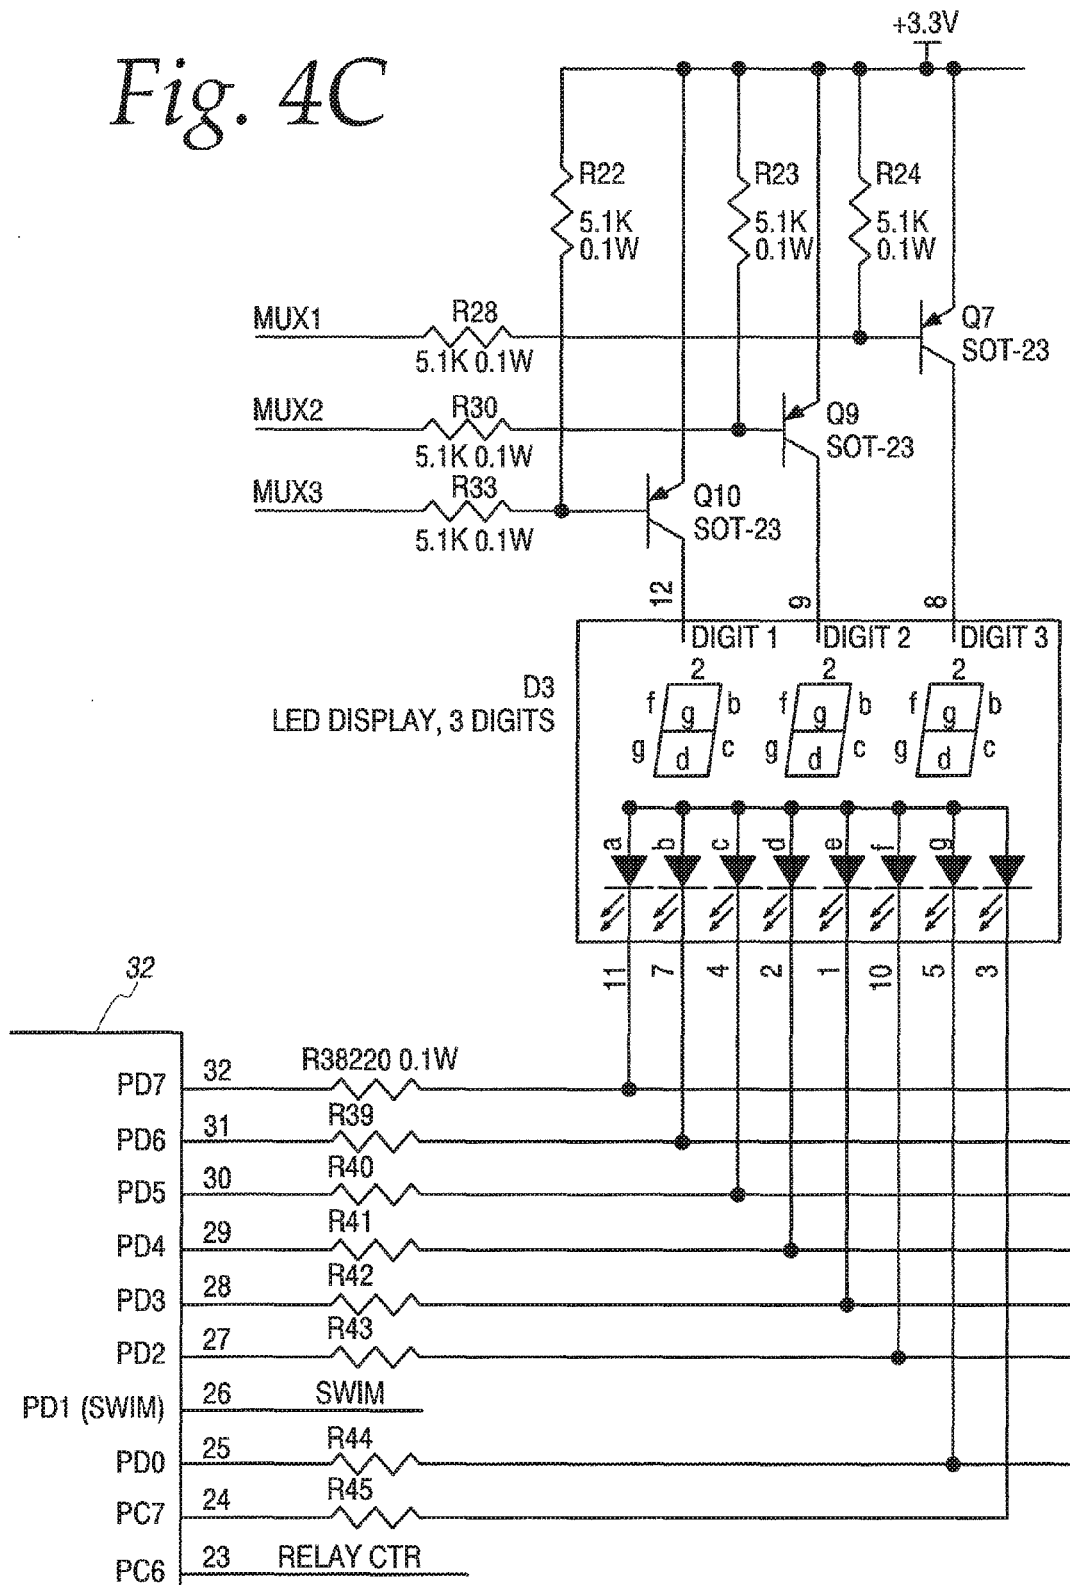 Fig. 4C
+3.3V
R22
5.1K
0.1W
R23
5.1K
0.1W
R24
5.1K
0.1W
MUX1
R28
5.1K 0.1W
Q7
SOT-23
MUX2
R30
5.1K 0.1W
Q9
SOT-23
MUX3
R33
5.1K 0.1W
Q10
SOT-23
12 9 8
DIGIT 1 DIGIT 2 DIGIT 3
D3
LED DISPLAY, 3 DIGITS
2 2 2
f g b f g b f g b
g d c g d c g d c
a b c d e f g
11 7 4 2 1 10 5 3
32
PD7 32 R38220 0.1W
PD6 31 R39
PD5 30 R40
PD4 29 R41
PD3 28 R42
PD2 27 R43
PD1 (SWIM) 26 SWIM
PD0 25 R44
PC7 24 R45
PC6 23 RELAY CTR